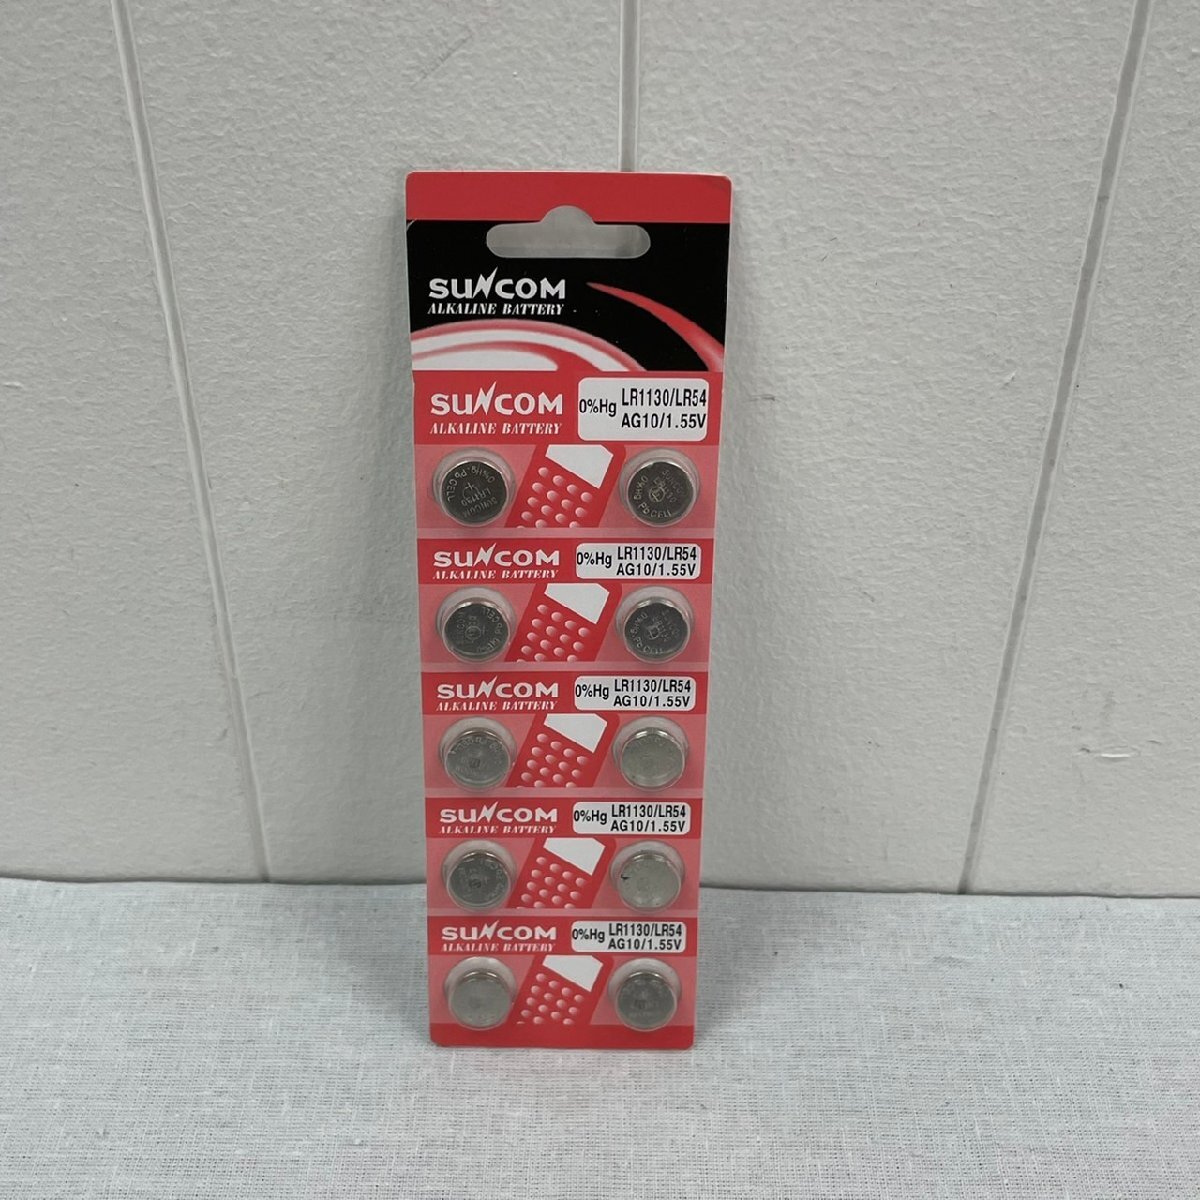 SUNCOM
ALKALINE BATTERY
SUNCOM
ALKALINE BATTERY
0%Hg
LR1130/LR54
AG10/1.55V
SUNCOM
ALKALINE BATTERY
0%Hg
LR1130/LR54
AG10/1.55V
SUNCOM
ALKALINE BATTERY
0%Hg
LR1130/LR54
AG10/1.55V
SUNCOM
ALKALINE BATTERY
0%Hg
LR1130/LR54
AG10/1.55V
SUNCOM
ALKALINE BATTERY
0%Hg
LR1130/LR54
AG10/1.55V